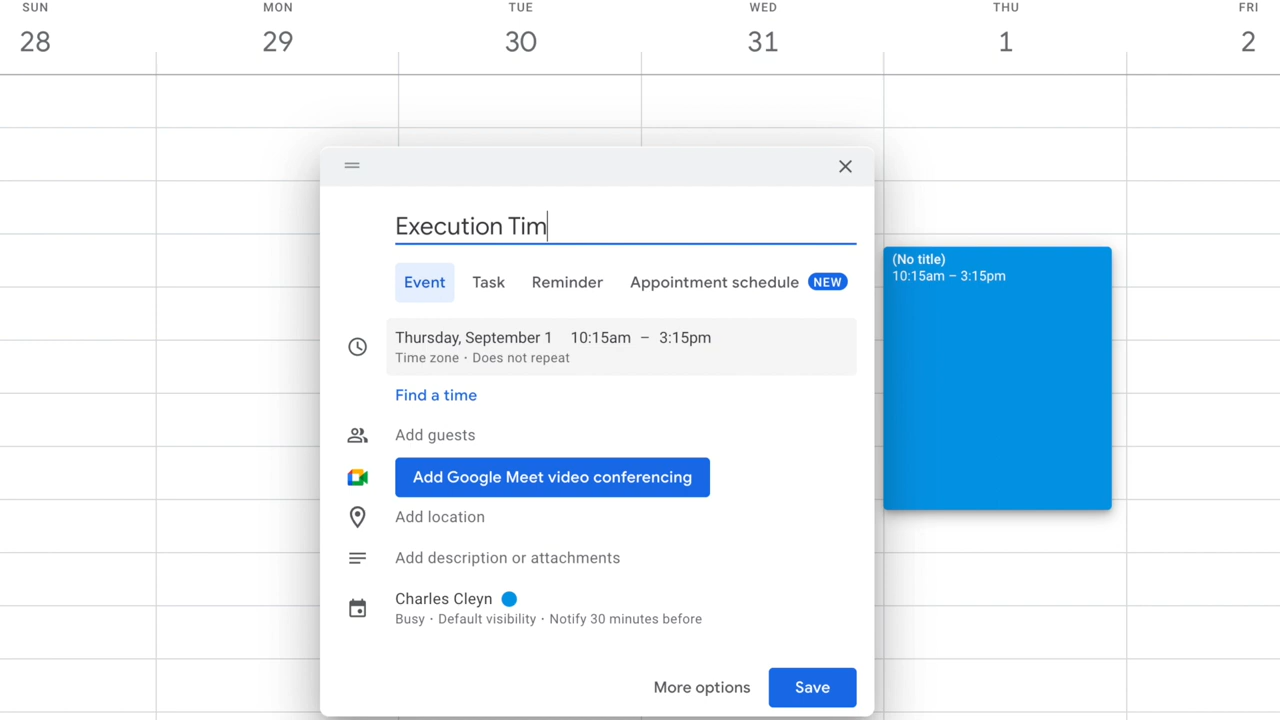 SUN MON TUE WED THU FRI
28 29 30 31 1 2
Execution Tim
Event Task Reminder Appointment schedule NEW
Thursday, September 1 10:15am – 3:15pm
Time zone · Does not repeat
Find a time
Add guests
Add Google Meet video conferencing
Add location
Add description or attachments
Charles Cleyn
Busy · Default visibility · Notify 30 minutes before
More options Save
(No title)
10:15am – 3:15pm